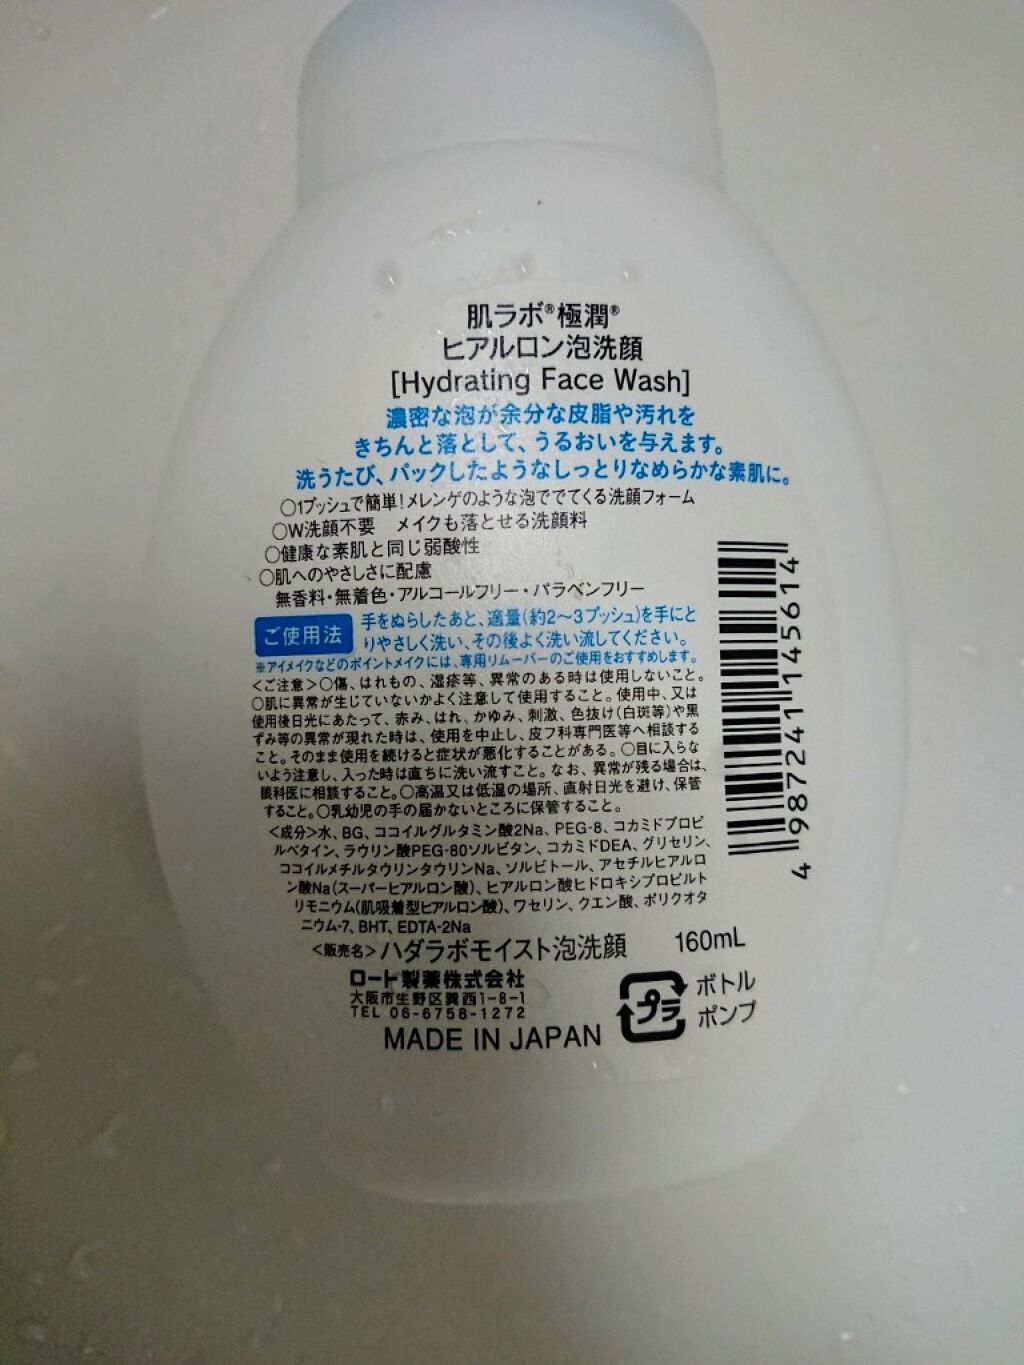 肌ラボ®極潤®
ヒアルロン泡洗顔
[Hydrating Face Wash]
濃密な泡が余分な皮脂や汚れを
きちんと落として、うるおいを与えます。
洗うたび、パックしたようなしっとりなめらかな素肌に。
○1プッシュで簡単!メレンゲのような泡ででてくる洗顔フォーム
○W洗顔不要 メイクも落とせる洗顔料
○健康な素肌と同じ弱酸性
○肌へのやさしさに配慮
無香料・無着色・アルコールフリー・パラベンフリー
ご使用法
手をぬらしたあと、適量(約2〜3プッシュ)を手にと
りやさしく洗い、その後よく洗い流してください。
※アイメイクなどのポイントメイクには、専用リムーバーのご使用をおすすめします。
<ご注意>○傷、はれもの、湿疹等、異常のある時は使用しないこと。
○肌に異常が生じていないかよく注意して使用すること。使用中、又は
使用後日光にあたって、赤み、はれ、かゆみ、刺激、色抜け(白斑等)や黒
ずみ等の異常が現れた時は、使用を中止し、皮フ科専門医等へ相談する
こと。そのまま使用を続けると症状が悪化することがある。○目に入らな
いよう注意し、入った時は直ちに洗い流すこと。なお、異常が残る場合は、
眼科医に相談すること。○高温又は低温の場所、直射日光を避け、保管
すること。○乳幼児の手の届かないところに保管すること。
<成分>水、BG、ココイルグルタミン酸2Na、PEG-8、コカミドプロピ
ルベタイン、ラウリン酸PEG-80ソルビタン、コカミドDEA、グリセリン、
ココイルメチルタウリンタウリンNa、ソルビトール、アセチルヒアルロ
ン酸Na(スーパーヒアルロン酸)、ヒアルロン酸ヒドロキシプロピルト
リモニウム(肌吸着型ヒアルロン酸)、ワセリン、クエン酸、ポリクオタ
ニウム-7、BHT、EDTA-2Na
<販売名>ハダラボモイスト泡洗顔 160mL
ロート製薬株式会社
大阪市生野区巽西1-8-1
TEL 06-6758-1272
MADE IN JAPAN
プラ
ボトル
ポンプ
4 987241 145614